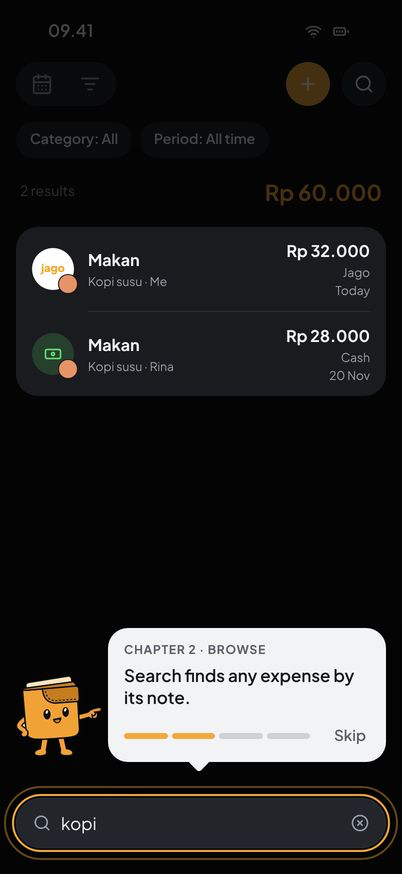 09.41
Category: All
Period: All time
2 results
Rp 60.000
jago
Makan
Kopi susu · Me
Rp 32.000
Jago
Today
Makan
Kopi susu · Rina
Rp 28.000
Cash
20 Nov
CHAPTER 2 · BROWSE
Search finds any expense by
its note.
Skip
kopi